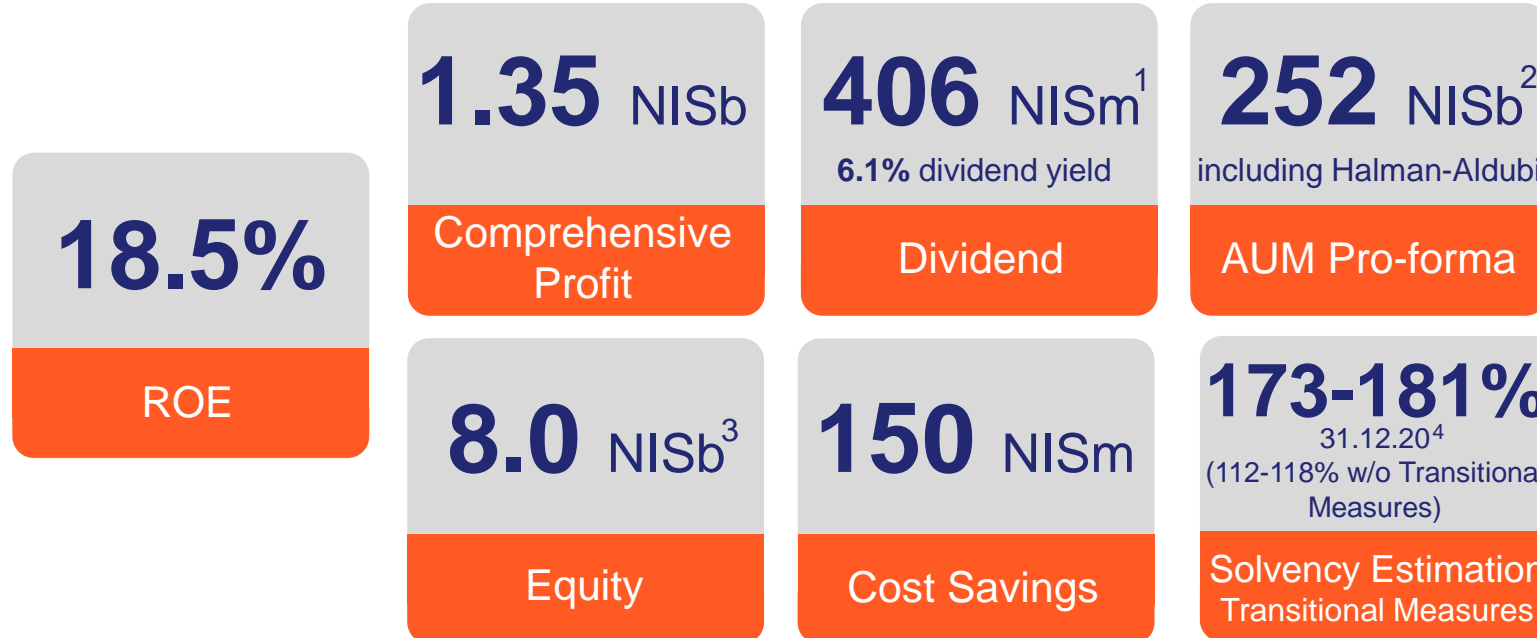 18.5%
ROE
1.35 NISb
Comprehensive
Profit
406 NISm1
6.1% dividend yield
Dividend
252 NISb2
including Halman-Aldubi
AUM Pro-forma
8.0 NISb3
Equity
150 NISm
Cost Savings
173-181%
31.12.204
(112-118% w/o Transitional
Measures)
Solvency Estimation
Transitional Measures